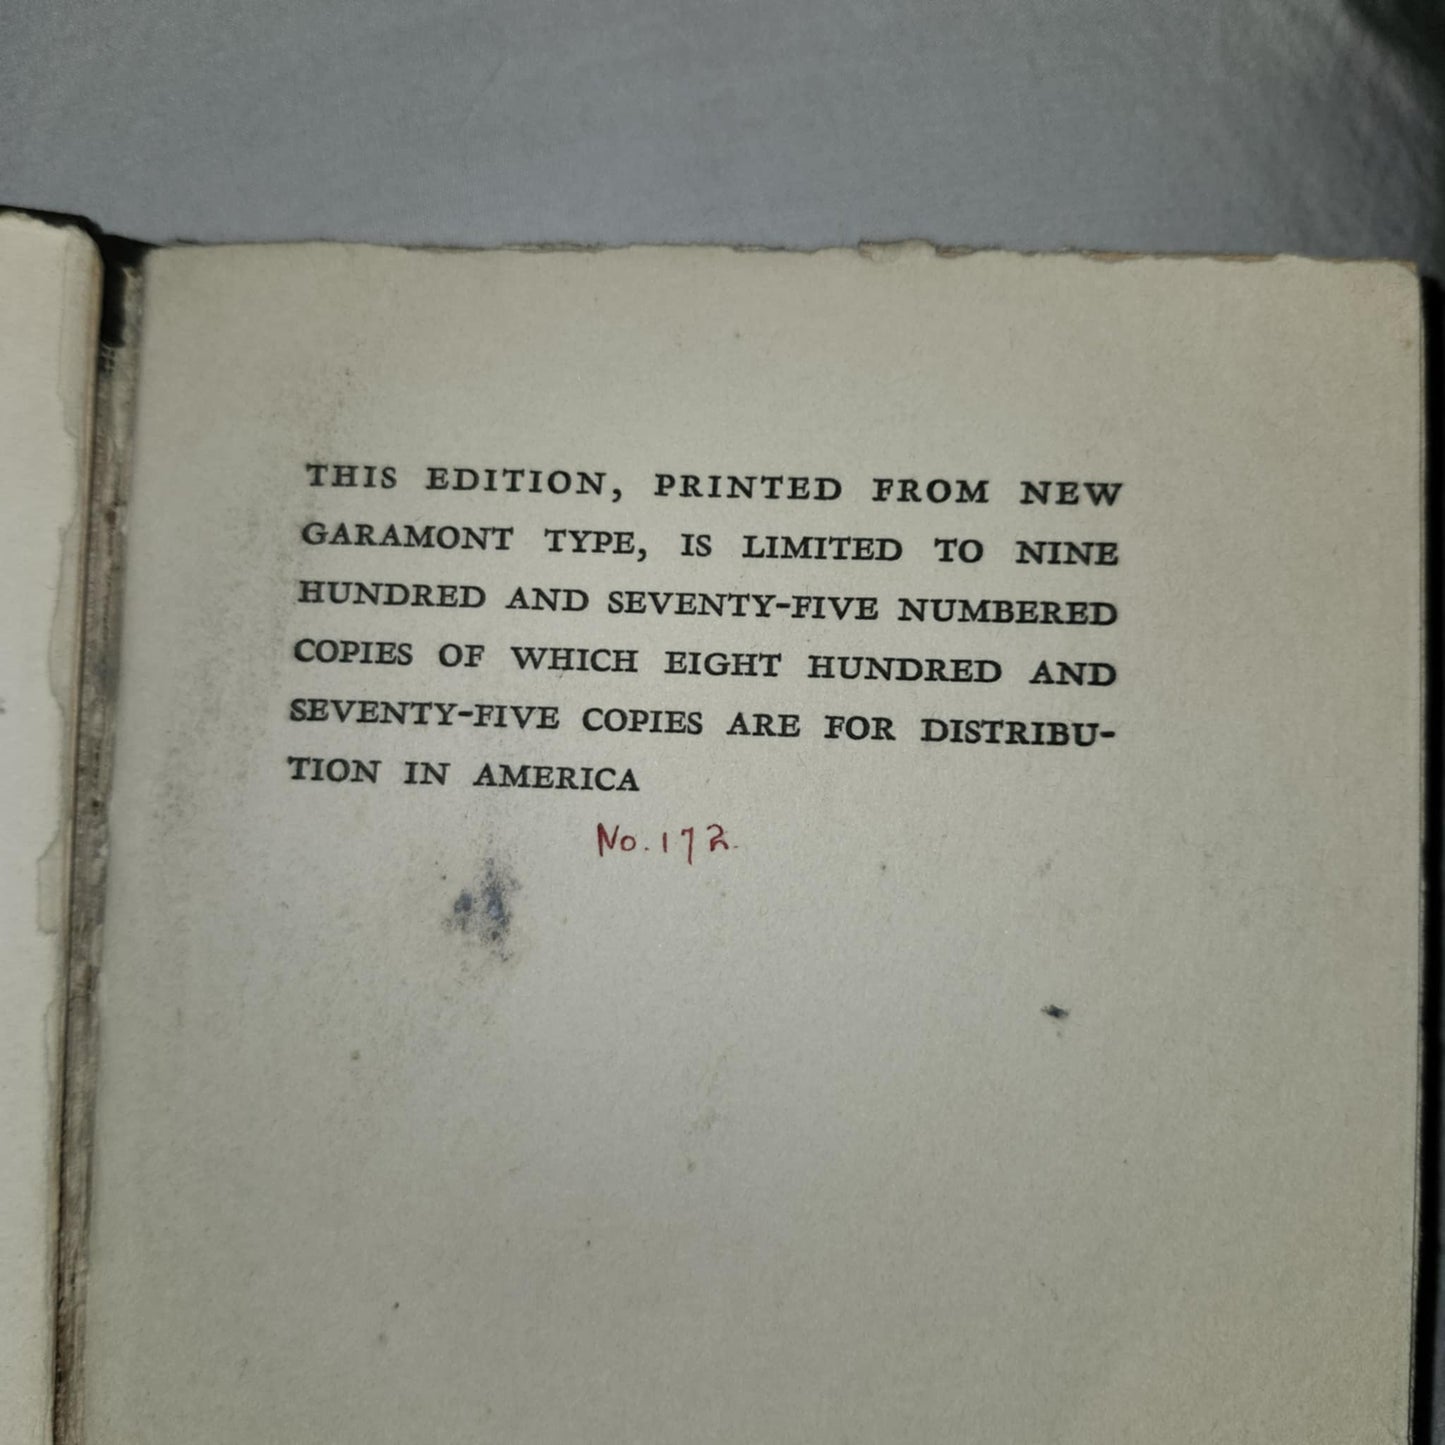 THIS EDITION, PRINTED FROM NEW
GARAMONT TYPE, IS LIMITED TO NINE
HUNDRED AND SEVENTY-FIVE NUMBERED
COPIES OF WHICH EIGHT HUNDRED AND
SEVENTY-FIVE COPIES ARE FOR DISTRIBU-
TION IN AMERICA
No. 172.